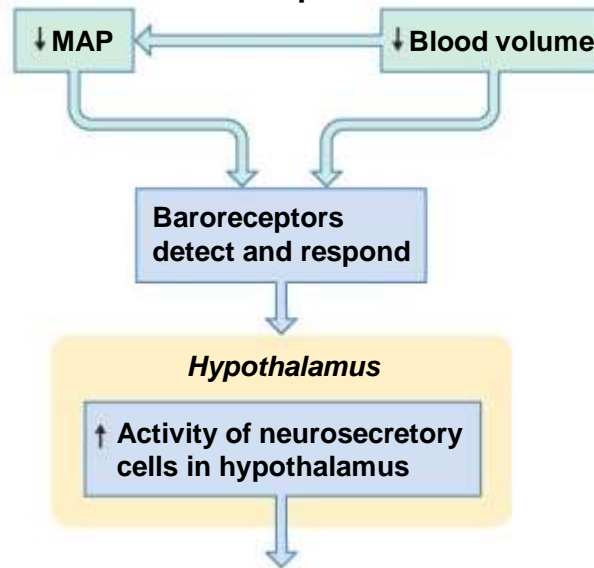 ↓ MAP
↓ Blood volume
Baroreceptors
detect and respond
Hypothalamus
↑ Activity of neurosecretory
cells in hypothalamus